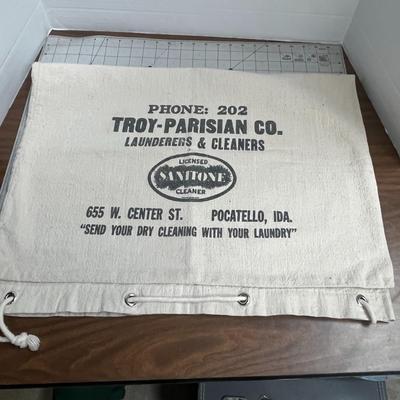 PHONE: 202
TROY-PARISIAN CO.
LAUNDERERS & CLEANERS
LICENSED
SANITONE
CLEANER
655 W. CENTER ST. POCATELLO, IDA.
"SEND YOUR DRY CLEANING WITH YOUR LAUNDRY"